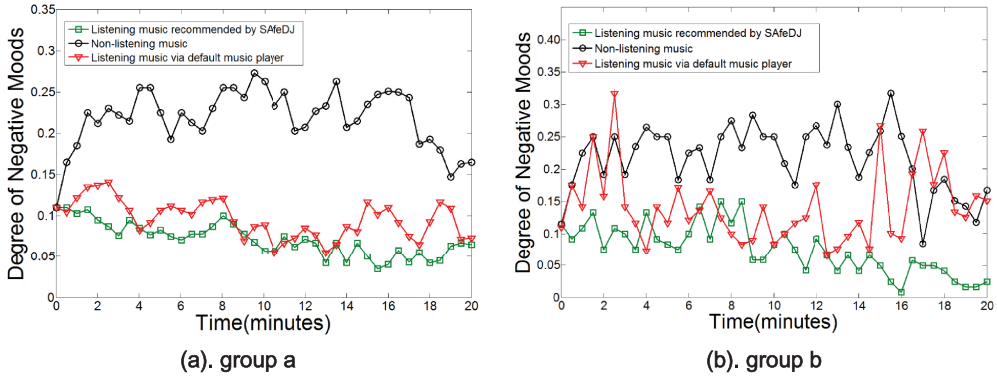 0.35
0.3
0.25
0.2
0.15
0.1
0.05
0
Degree of Negative Moods
Listening music recommended by SAfeDJ
Non-listening music
Listening music via default music player
0 2 4 6 8 10 12 14 16 18 20
Time(minutes)
(a). group a
0.40
0.35
0.30
0.25
0.20
0.15
0.10
0.05
0
Degree of Negative Moods
Listening music recommended by SAfeDJ
Non-listening music
Listening music via default music player
0 2 4 6 8 10 12 14 16 18 20
Time(minutes)
(b). group b